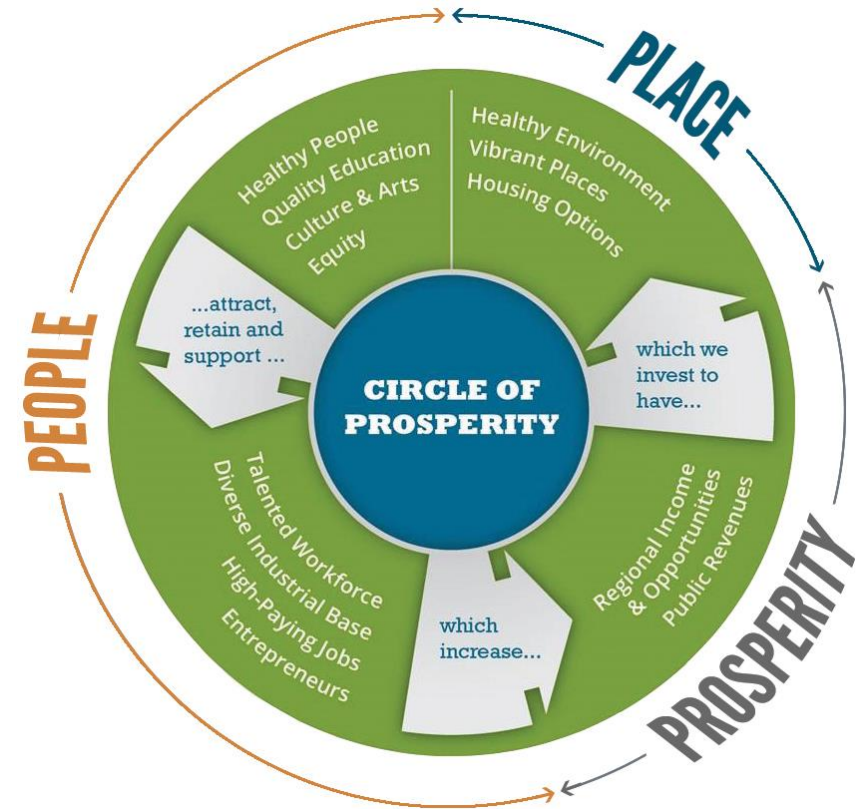 PLACE
Healthy People
Quality Education
Culture & Arts
Equity
Healthy Environment
Vibrant Places
Housing Options
...attract,
retain and
support ...
which we
invest to
have...
PEOPLE
CIRCLE OF
PROSPERITY
Talented Workforce
Diverse Industrial Base
High-Paying Jobs
Entrepreneurs
Regional Income
& Opportunities
Public Revenues
which
increase...
PROSPERITY